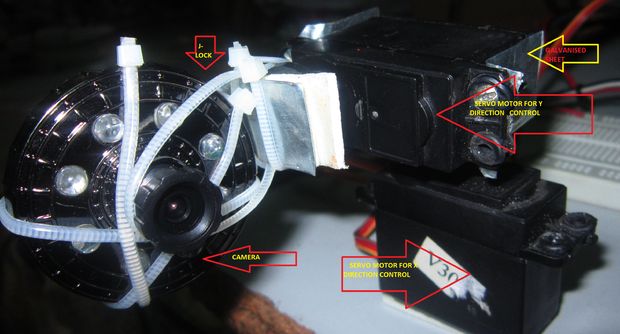 J-
LOCK
GALVANISED
SHEET
SERVO MOTOR FOR Y
DIRECTION CONTROL
CAMERA
SERVO MOTOR FOR X
DIRECTION CONTROL
V30